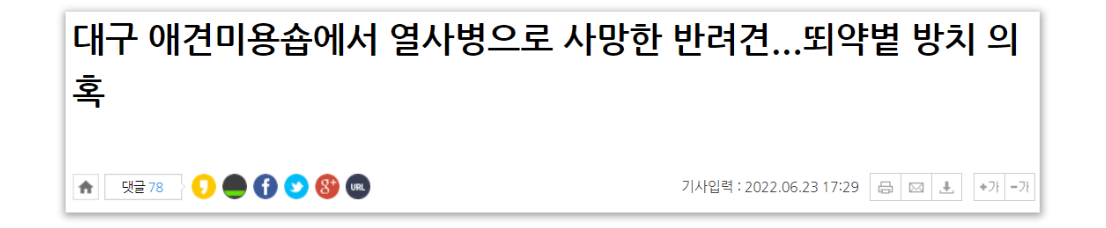 대구 애견미용숍에서 열사병으로 사망한 반려견...뙤약볕 방치 의
혹
댓글 78 URL 기사입력 : 2022.06.23 17:29 +가 -가